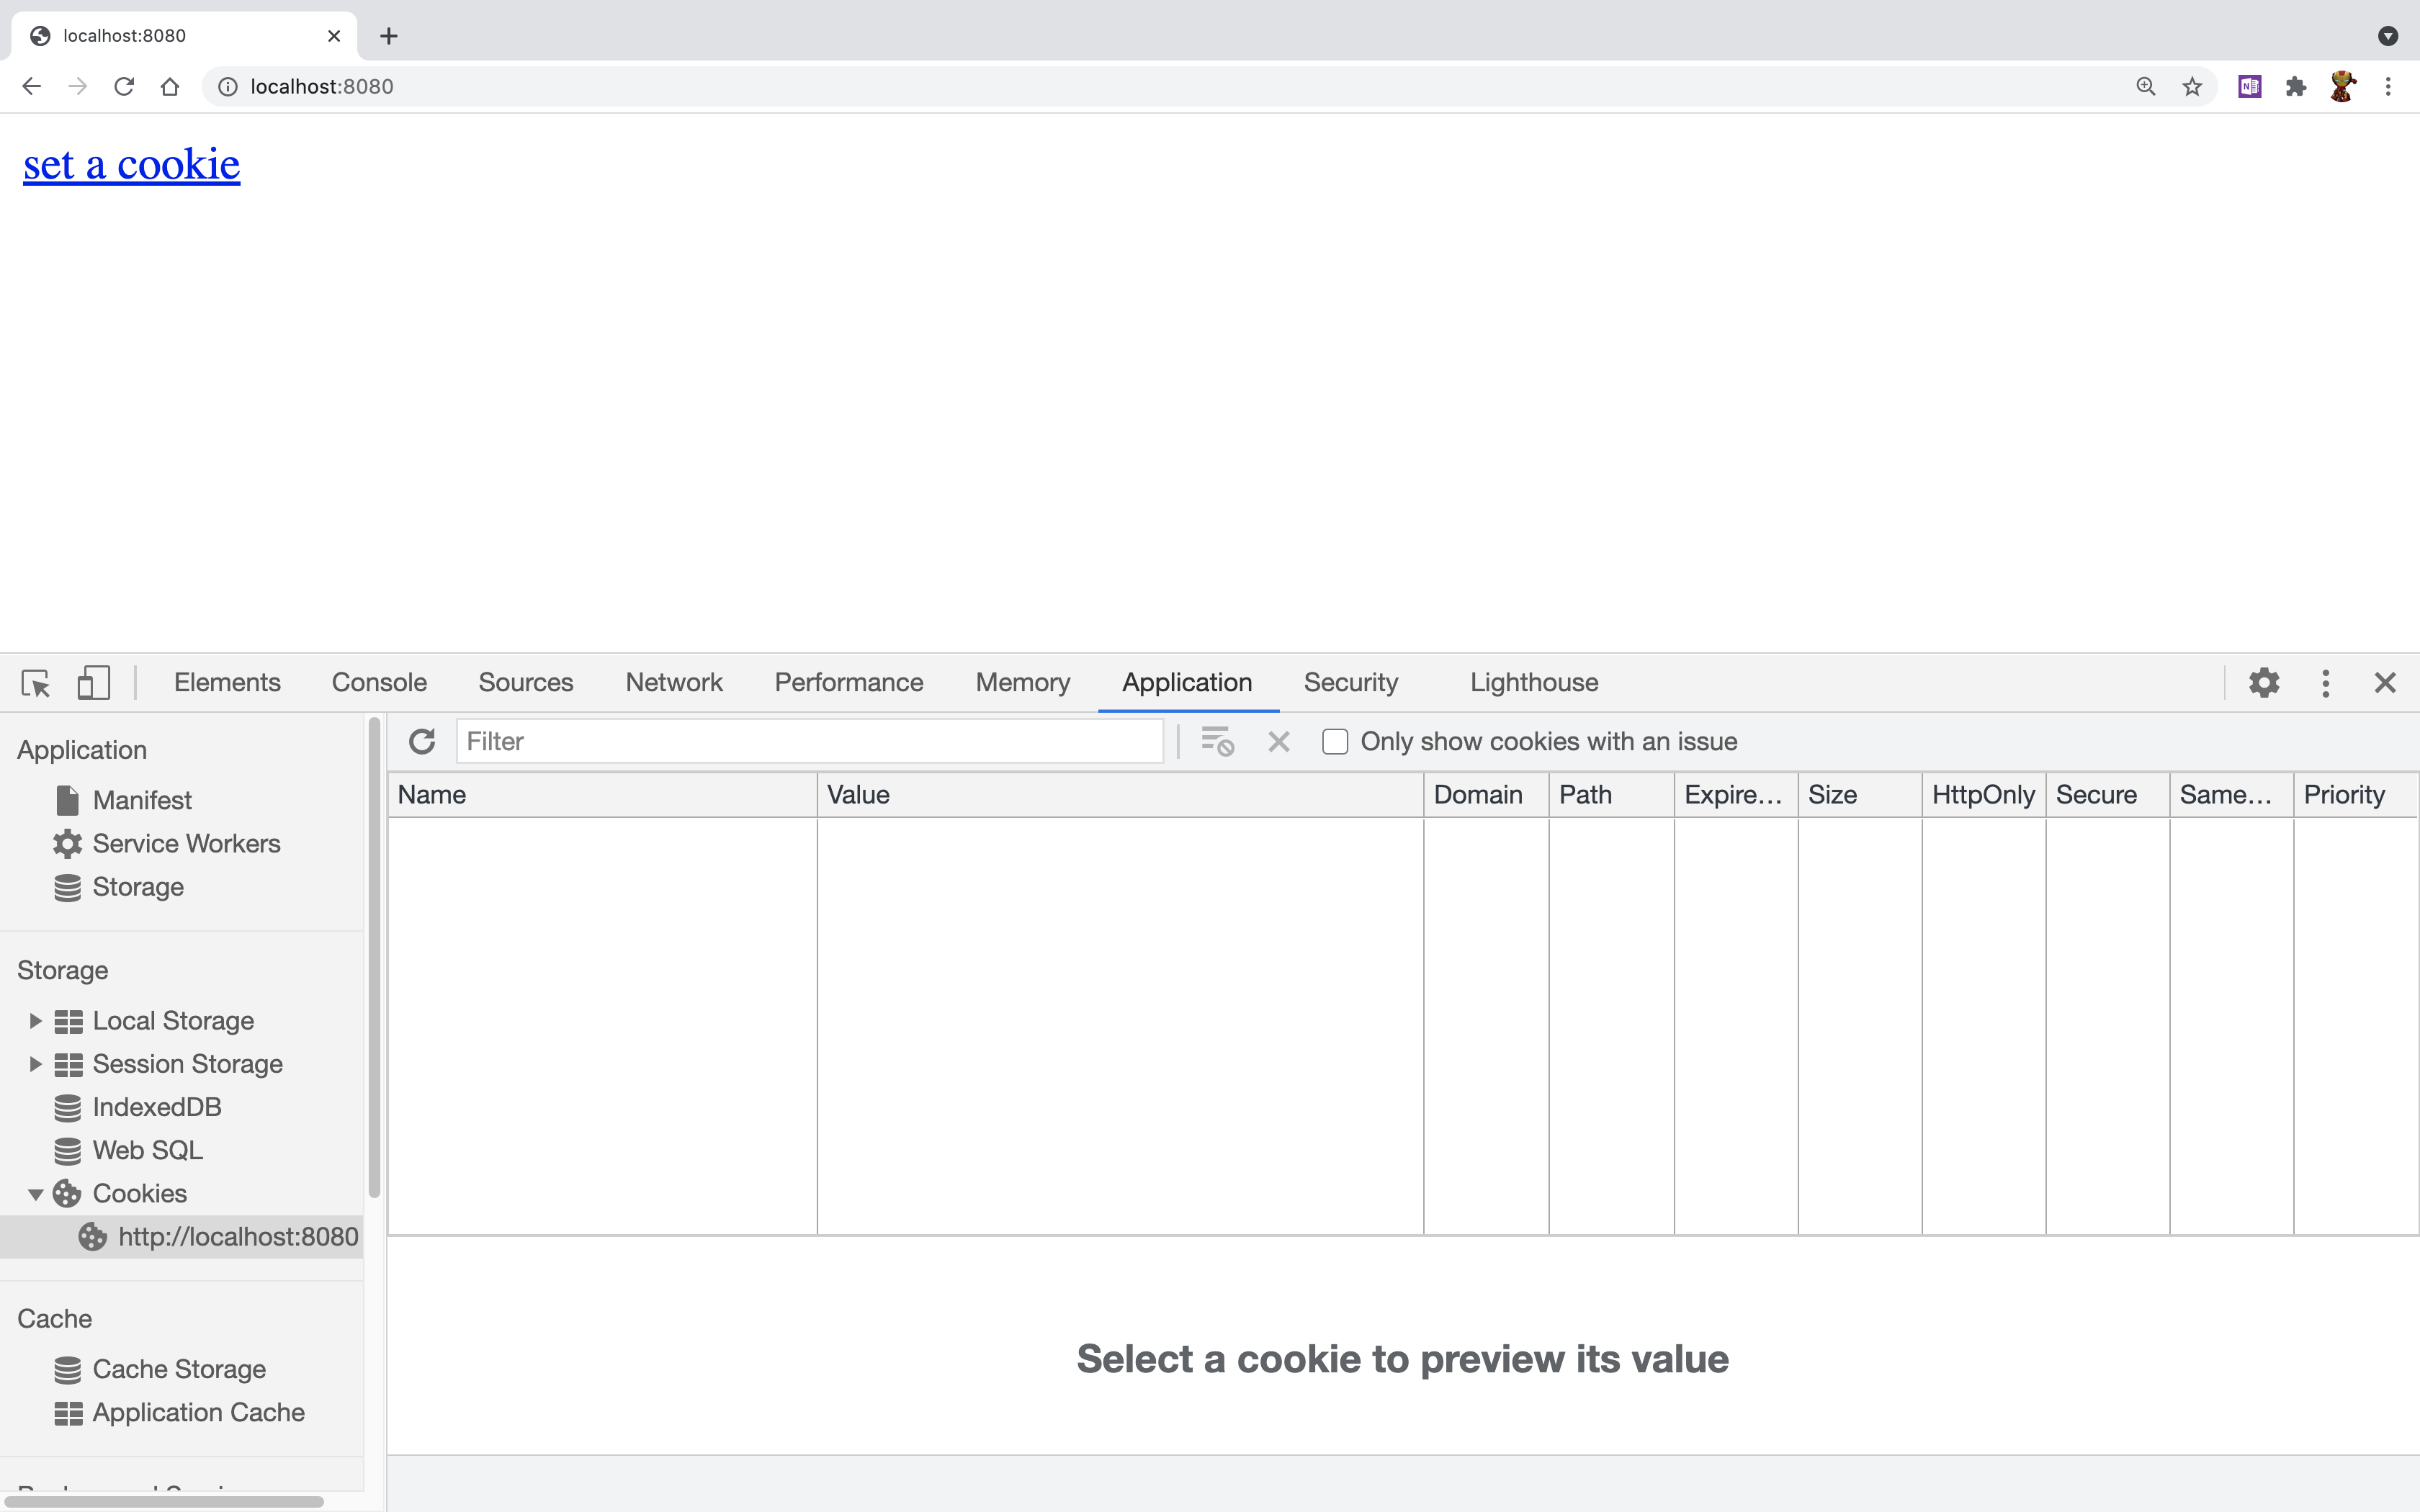 localhost:8080
localhost:8080
set a cookie
Elements Console Sources Network Performance Memory Application Security Lighthouse
Application
Manifest
Service Workers
Storage
Storage
Local Storage
Session Storage
IndexedDB
Web SQL
Cookies
http://localhost:8080
Cache
Cache Storage
Application Cache
Filter Only show cookies with an issue
Name Value Domain Path Expire... Size HttpOnly Secure Same... Priority
Select a cookie to preview its value